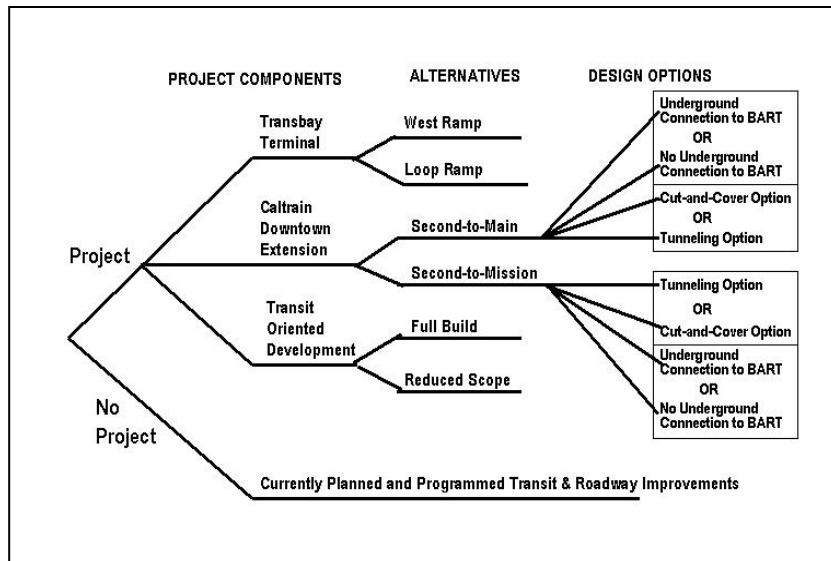 PROJECT COMPONENTS
ALTERNATIVES
DESIGN OPTIONS
Project
No
Project
Transbay
Terminal
West Ramp
Loop Ramp
Caltrain
Downtown
Extension
Second-to-Main
Second-to-Mission
Transit
Oriented
Development
Full Build
Reduced Scope
Underground
Connection to BART
OR
No Underground
Connection to BART
Cut-and-Cover Option
OR
Tunneling Option
Tunneling Option
OR
Cut-and-Cover Option
Underground
Connection to BART
OR
No Underground
Connection to BART
Currently Planned and Programmed Transit & Roadway Improvements